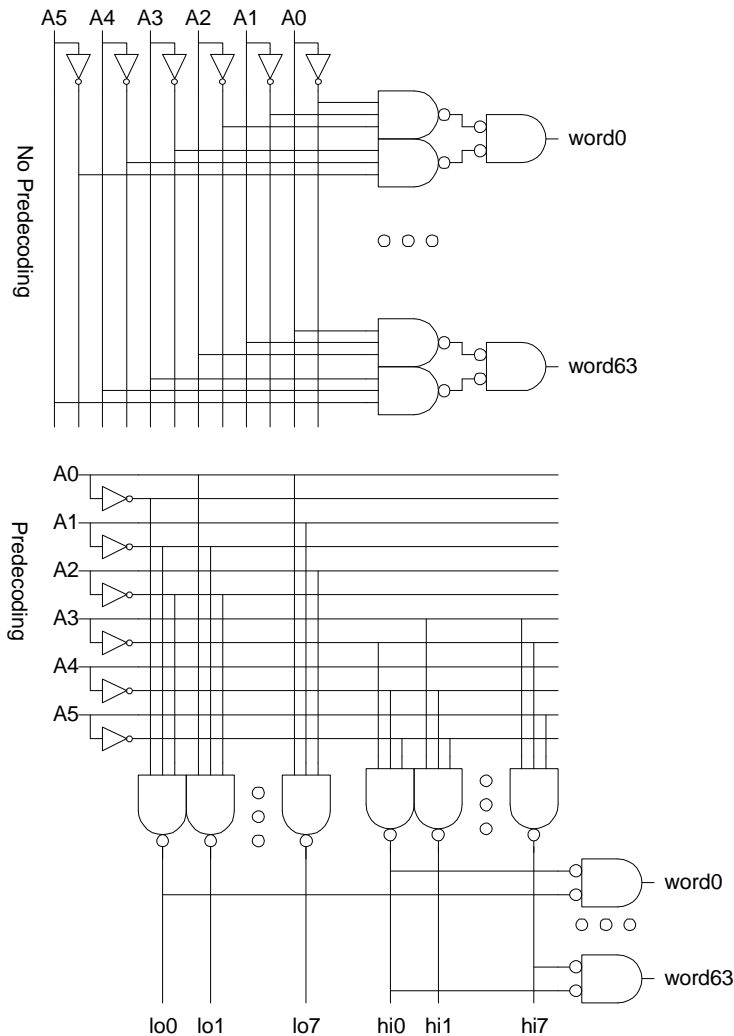 A5 A4 A3 A2 A1 A0
No Predecoding
word0
word63
Predecoding
A0
A1
A2
A3
A4
A5
word0
word63
lo0 lo1 lo7 hi0 hi1 hi7